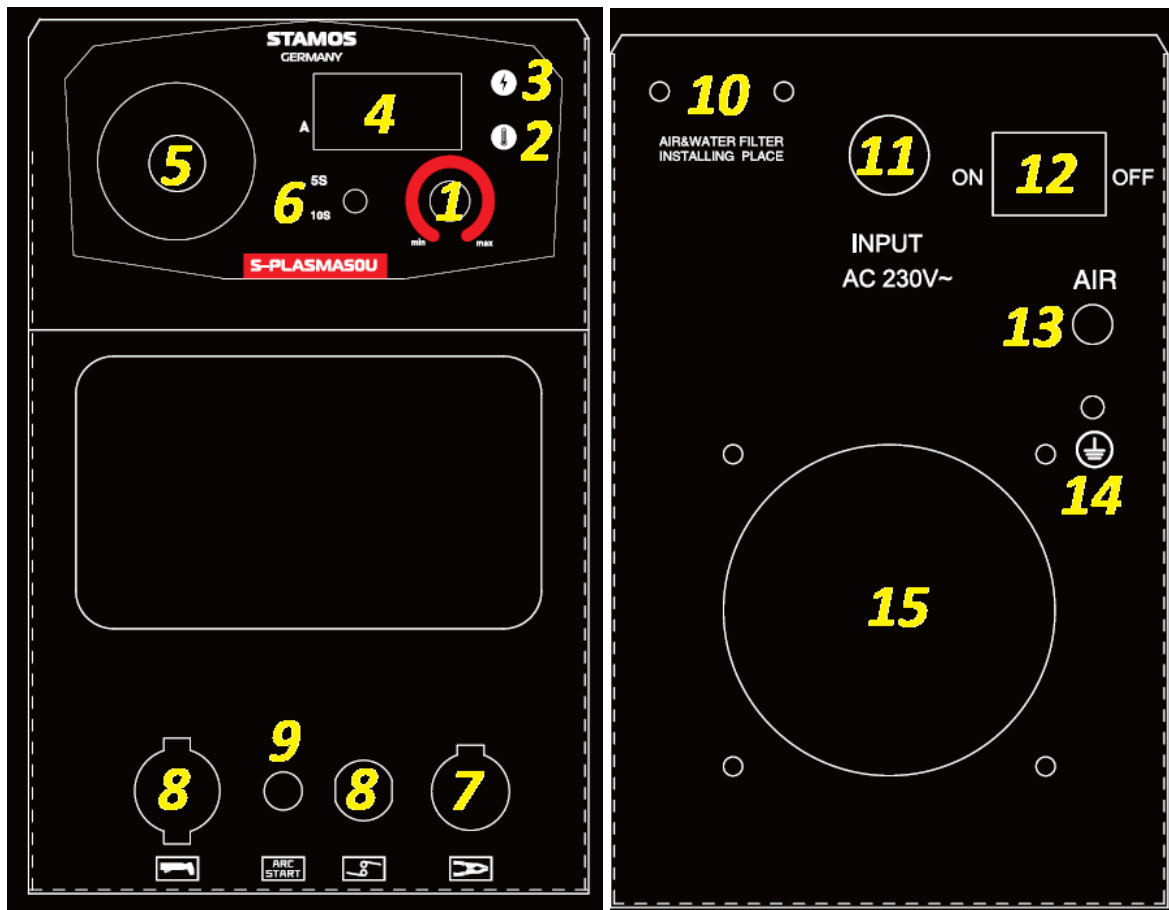 STAMOS
GERMANY
3
4
A
2
5
5S
6
10S
1
min
max
S-PLASMA50U
9
8
8
7
ARC
START
10
AIR&WATER FILTER
INSTALLING PLACE
11
ON
12
OFF
INPUT
AC 230V~
AIR
13
14
15